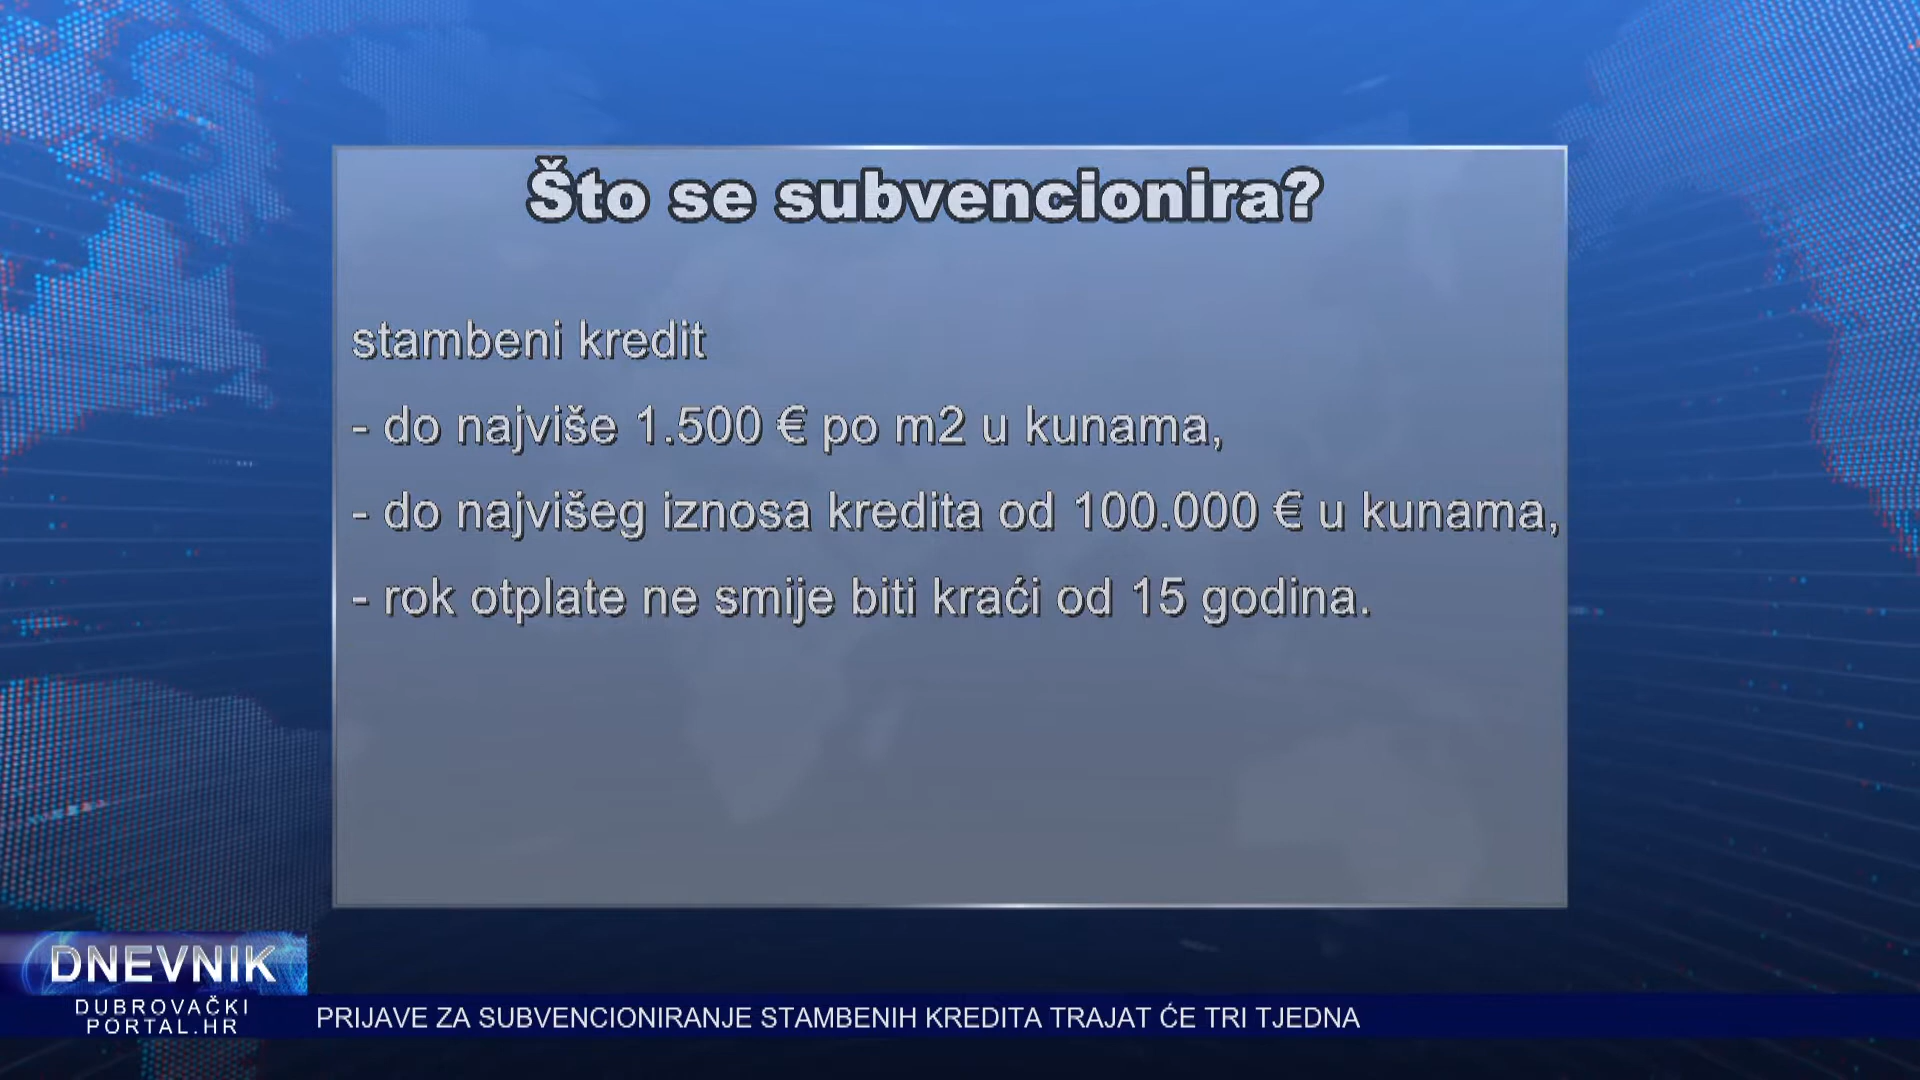 Što se subvencionira?
stambeni kredit
- do najviše 1.500 € po m2 u kunama,
- do najvišeg iznosa kredita od 100.000 € u kunama,
- rok otplate ne smije biti kraći od 15 godina.
DNEVNIK
DUBROVAČKI
PORTAL.HR
PRIJAVE ZA SUBVENCIONIRANJE STAMBENIH KREDITA TRAJAT ĆE TRI TJEDNA